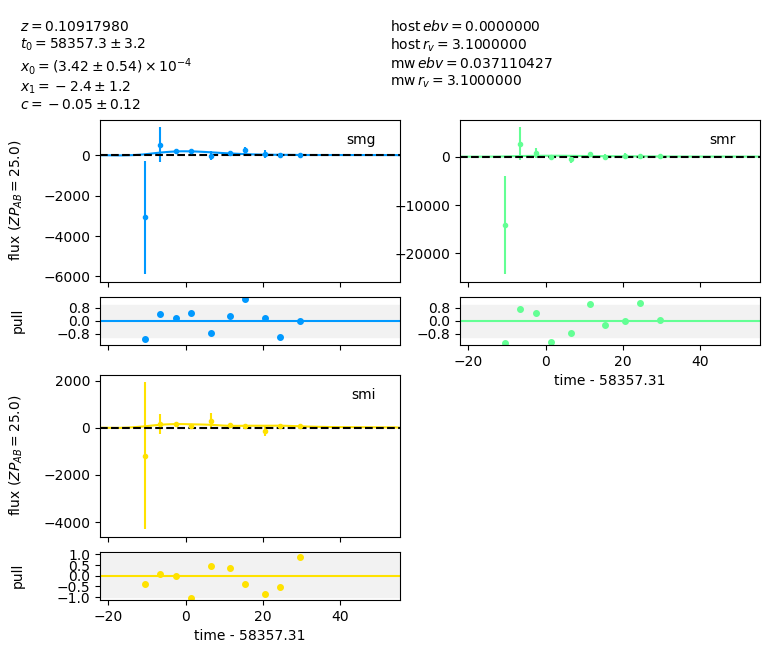 z = 0.10917980
t₀ = 58357.3 ± 3.2
x₀ = (3.42 ± 0.54) × 10⁻⁴
x₁ = −2.4 ± 1.2
c = −0.05 ± 0.12
host ebv = 0.0000000
host r_v = 3.1000000
mw ebv = 0.037110427
mw r_v = 3.1000000
smg
0
−2000
−4000
−6000
flux (ZP_AB = 25.0)
smr
0
−10000
−20000
0.8
0.0
−0.8
pull
0.8
0.0
−0.8
−20 0 20 40
time - 58357.31
smi
2000
0
−2000
−4000
flux (ZP_AB = 25.0)
1.0
0.5
0.0
−0.5
−1.0
pull
−20 0 20 40
time - 58357.31